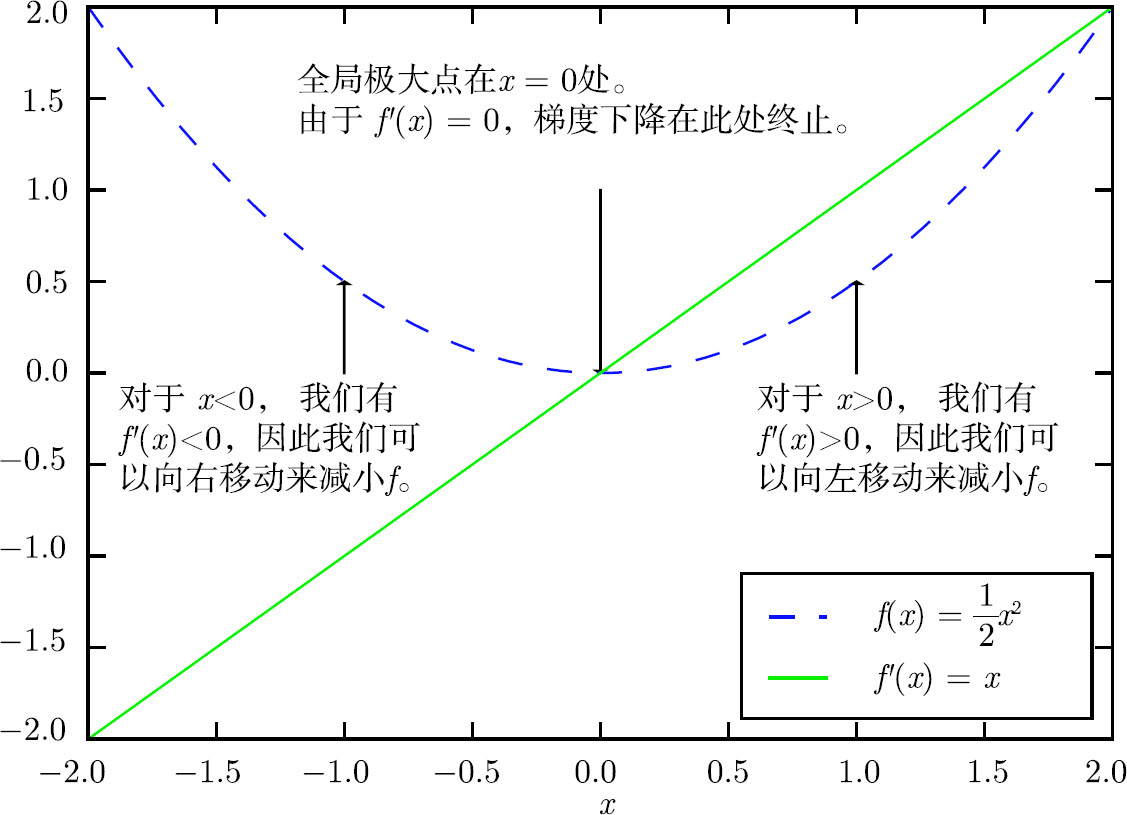 2.0
全局极大点在x = 0处。
由于 f′(x) = 0，梯度下降在此处终止。
1.5
1.0
0.5
0.0
对于 x<0， 我们有
f′(x)<0，因此我们可
以向右移动来减小f。
对于 x>0， 我们有
f′(x)>0，因此我们可
以向左移动来减小f。
−0.5
−1.0
f(x) = 1/2 x²
f′(x) = x
−1.5
−2.0
−2.0 −1.5 −1.0 −0.5 0.0 0.5 1.0 1.5 2.0
x